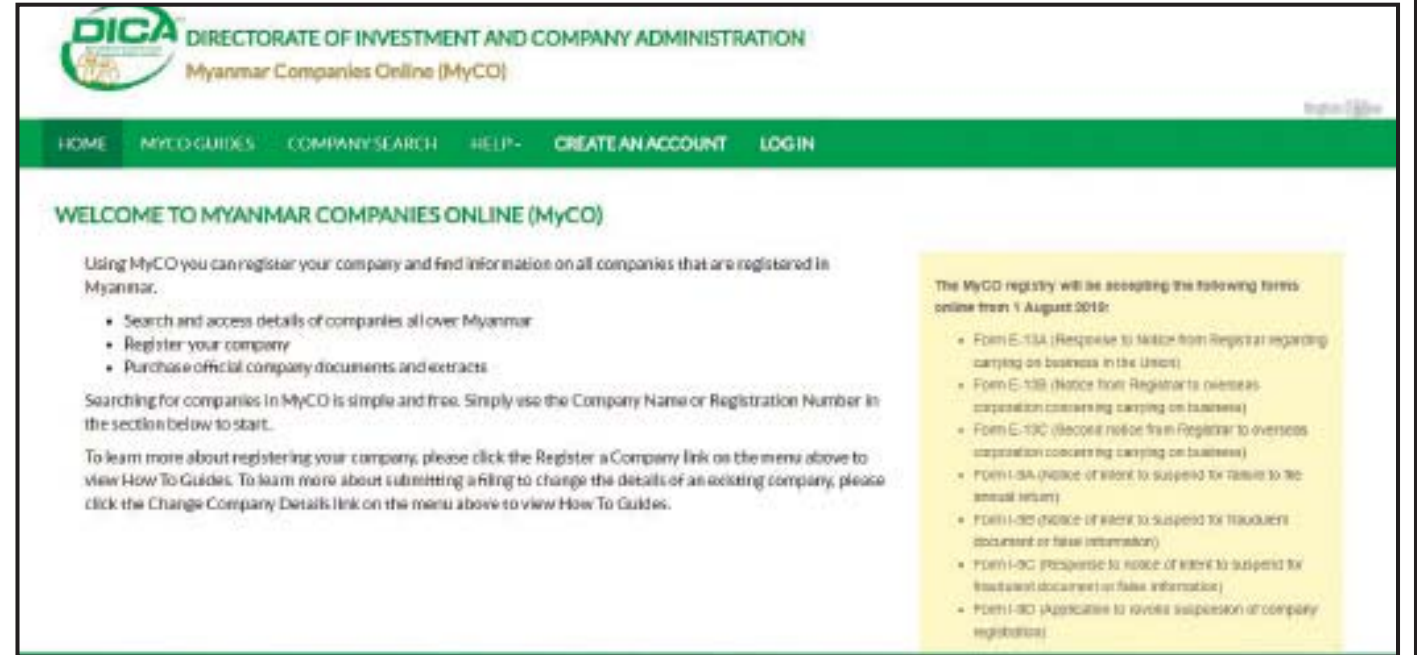 DICA
DIRECTORATE OF INVESTMENT AND COMPANY ADMINISTRATION
Myanmar Companies Online (MyCO)
HOME MYCO GUIDES COMPANY SEARCH HELP CREATE AN ACCOUNT LOG IN
WELCOME TO MYANMAR COMPANIES ONLINE (MyCO)
Using MyCO you can register your company and find information on all companies that are registered in
Myanmar.
• Search and access details of companies all over Myanmar
• Register your company
• Purchase official company documents and extracts
Searching for companies in MyCO is simple and free. Simply use the Company Name or Registration Number in
the section below to start.
To learn more about registering your company, please click the Register a Company link on the menu above to
view How To Guides. To learn more about submitting a filing to change the details of an existing company, please
click the Change Company Details link on the menu above to view How To Guides.
The MyCO registry will be accepting the following forms
online from 1 August 2019:
• Form E-13A (Response to Notice from Registrar regarding
carrying on business in the Union)
• Form E-13B (Notice from Registrar to overseas
corporation concerning carrying on business)
• Form E-13C (Second notice from Registrar to overseas
corporation concerning carrying on business)
• Form I-9A (Notice of intent to suspend for failure to file
annual return)
• Form I-9B (Notice of intent to suspend for fraudulent
document or false information)
• Form I-9C (Response to notice of intent to suspend for
fraudulent document or false information)
• Form I-9D (Application to revoke suspension of company
registration)